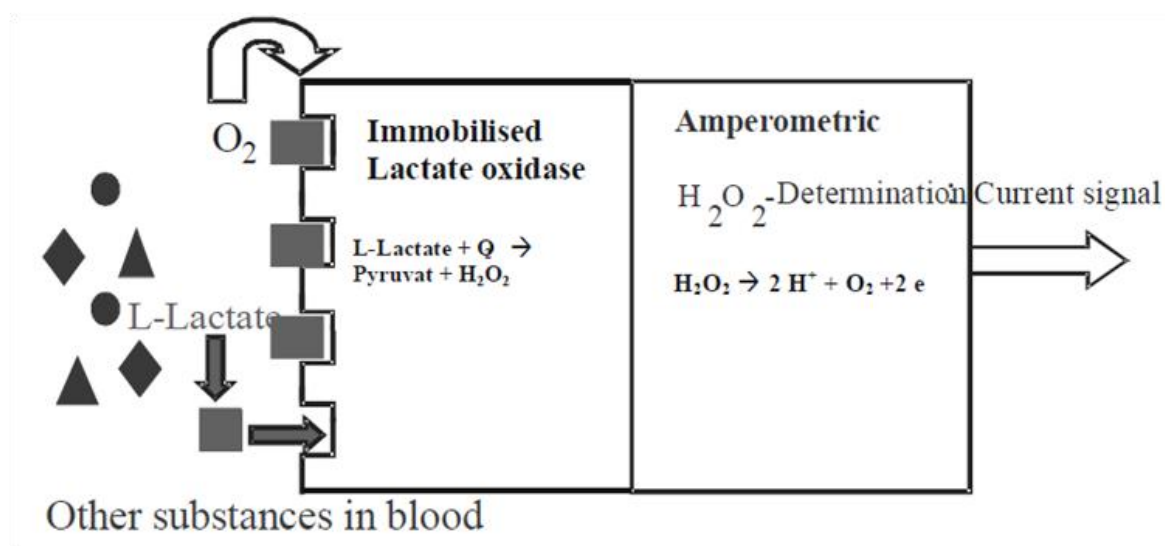 O₂
Immobilised
Lactate oxidase
L-Lactate + Q →
Pyruvat + H₂O₂
Amperometric
H₂O₂-Determination Current signal
H₂O₂ → 2 H⁺ + O₂ +2 e
L-Lactate
Other substances in blood